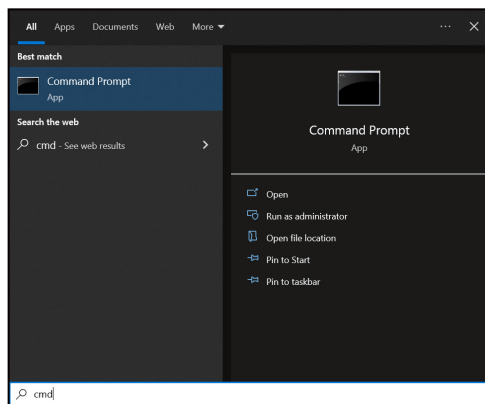 All Apps Documents Web More
Best match
Command Prompt
App
Search the web
cmd - See web results
Command Prompt
App
Open
Run as administrator
Open file location
Pin to Start
Pin to taskbar
cmd